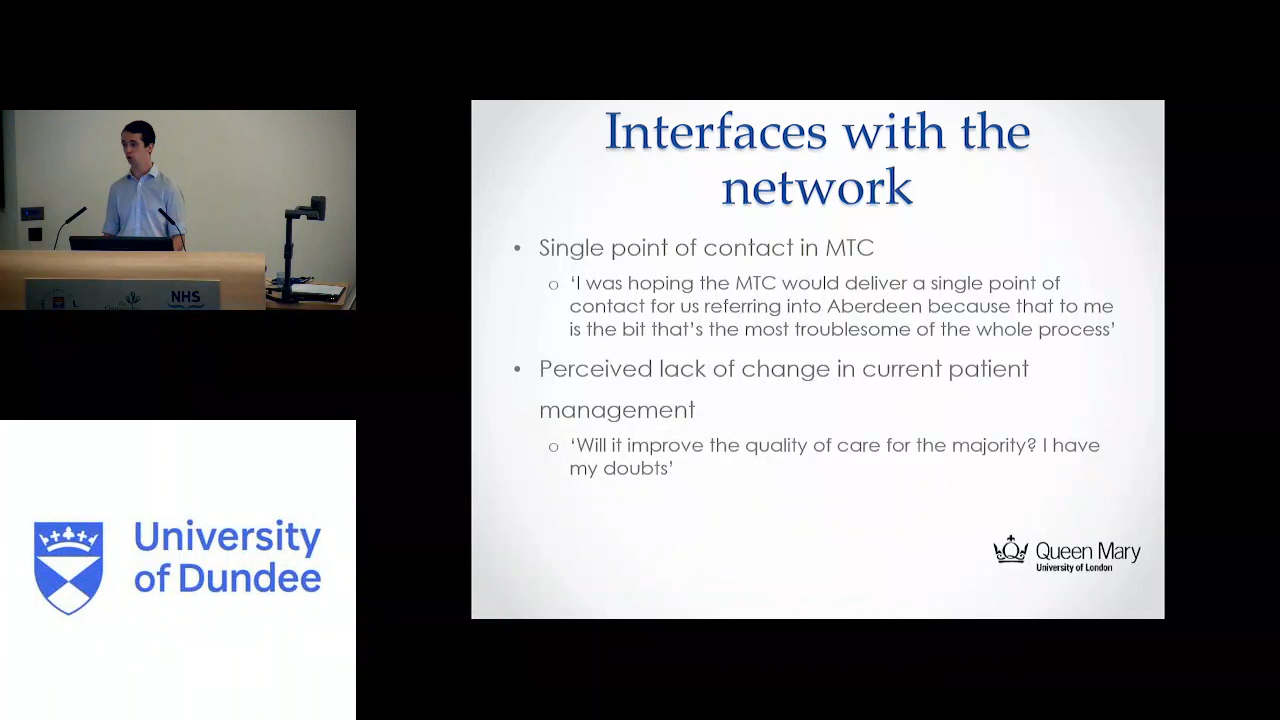 Interfaces with the
network
• Single point of contact in MTC
o ‘I was hoping the MTC would deliver a single point of
contact for us referring into Aberdeen because that to me
is the bit that’s the most troublesome of the whole process’
• Perceived lack of change in current patient
management
o ‘Will it improve the quality of care for the majority? I have
my doubts’
Queen Mary
University of London
NHS
University
of Dundee